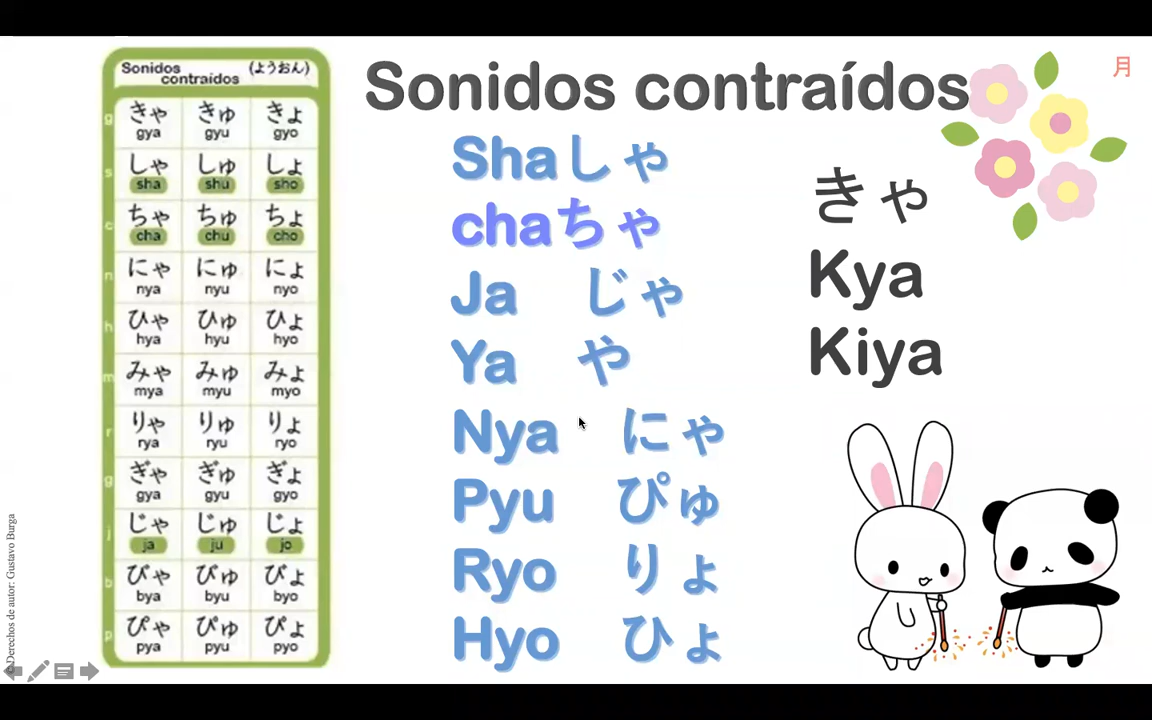 Sonidos contraídos (ようおん)
g きゃ きゅ きょ
gya gyu gyo
s しゃ しゅ しょ
sha shu sho
c ちゃ ちゅ ちょ
cha chu cho
n にゃ にゅ にょ
nya nyu nyo
h ひゃ ひゅ ひょ
hya hyu hyo
m みゃ みゅ みょ
mya myu myo
r りゃ りゅ りょ
rya ryu ryo
g ぎゃ ぎゅ ぎょ
gya gyu gyo
j じゃ じゅ じょ
ja ju jo
b びゃ びゅ びょ
bya byu byo
p ぴゃ ぴゅ ぴょ
pya pyu pyo
Sonidos contraídos
月
Shaしゃ
chaちゃ
Ja じゃ
Ya や
Nya にゃ
Pyu ぴゅ
Ryo りょ
Hyo ひょ
きゃ
Kya
Kiya
©Derechos de autor: Gustavo Burga